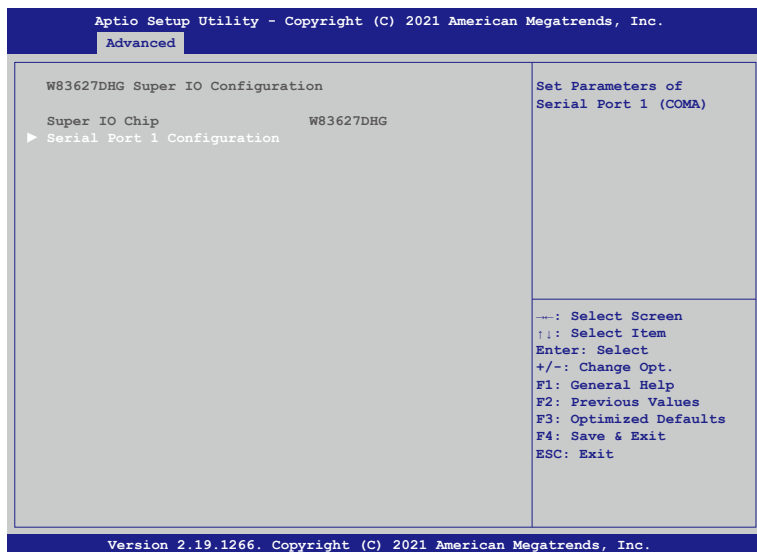 Aptio Setup Utility - Copyright (C) 2021 American Megatrends, Inc.
Advanced
W83627DHG Super IO Configuration
Super IO Chip W83627DHG
► Serial Port 1 Configuration
Set Parameters of
Serial Port 1 (COMA)
→←: Select Screen
↑↓: Select Item
Enter: Select
+/-: Change Opt.
F1: General Help
F2: Previous Values
F3: Optimized Defaults
F4: Save & Exit
ESC: Exit
Version 2.19.1266. Copyright (C) 2021 American Megatrends, Inc.